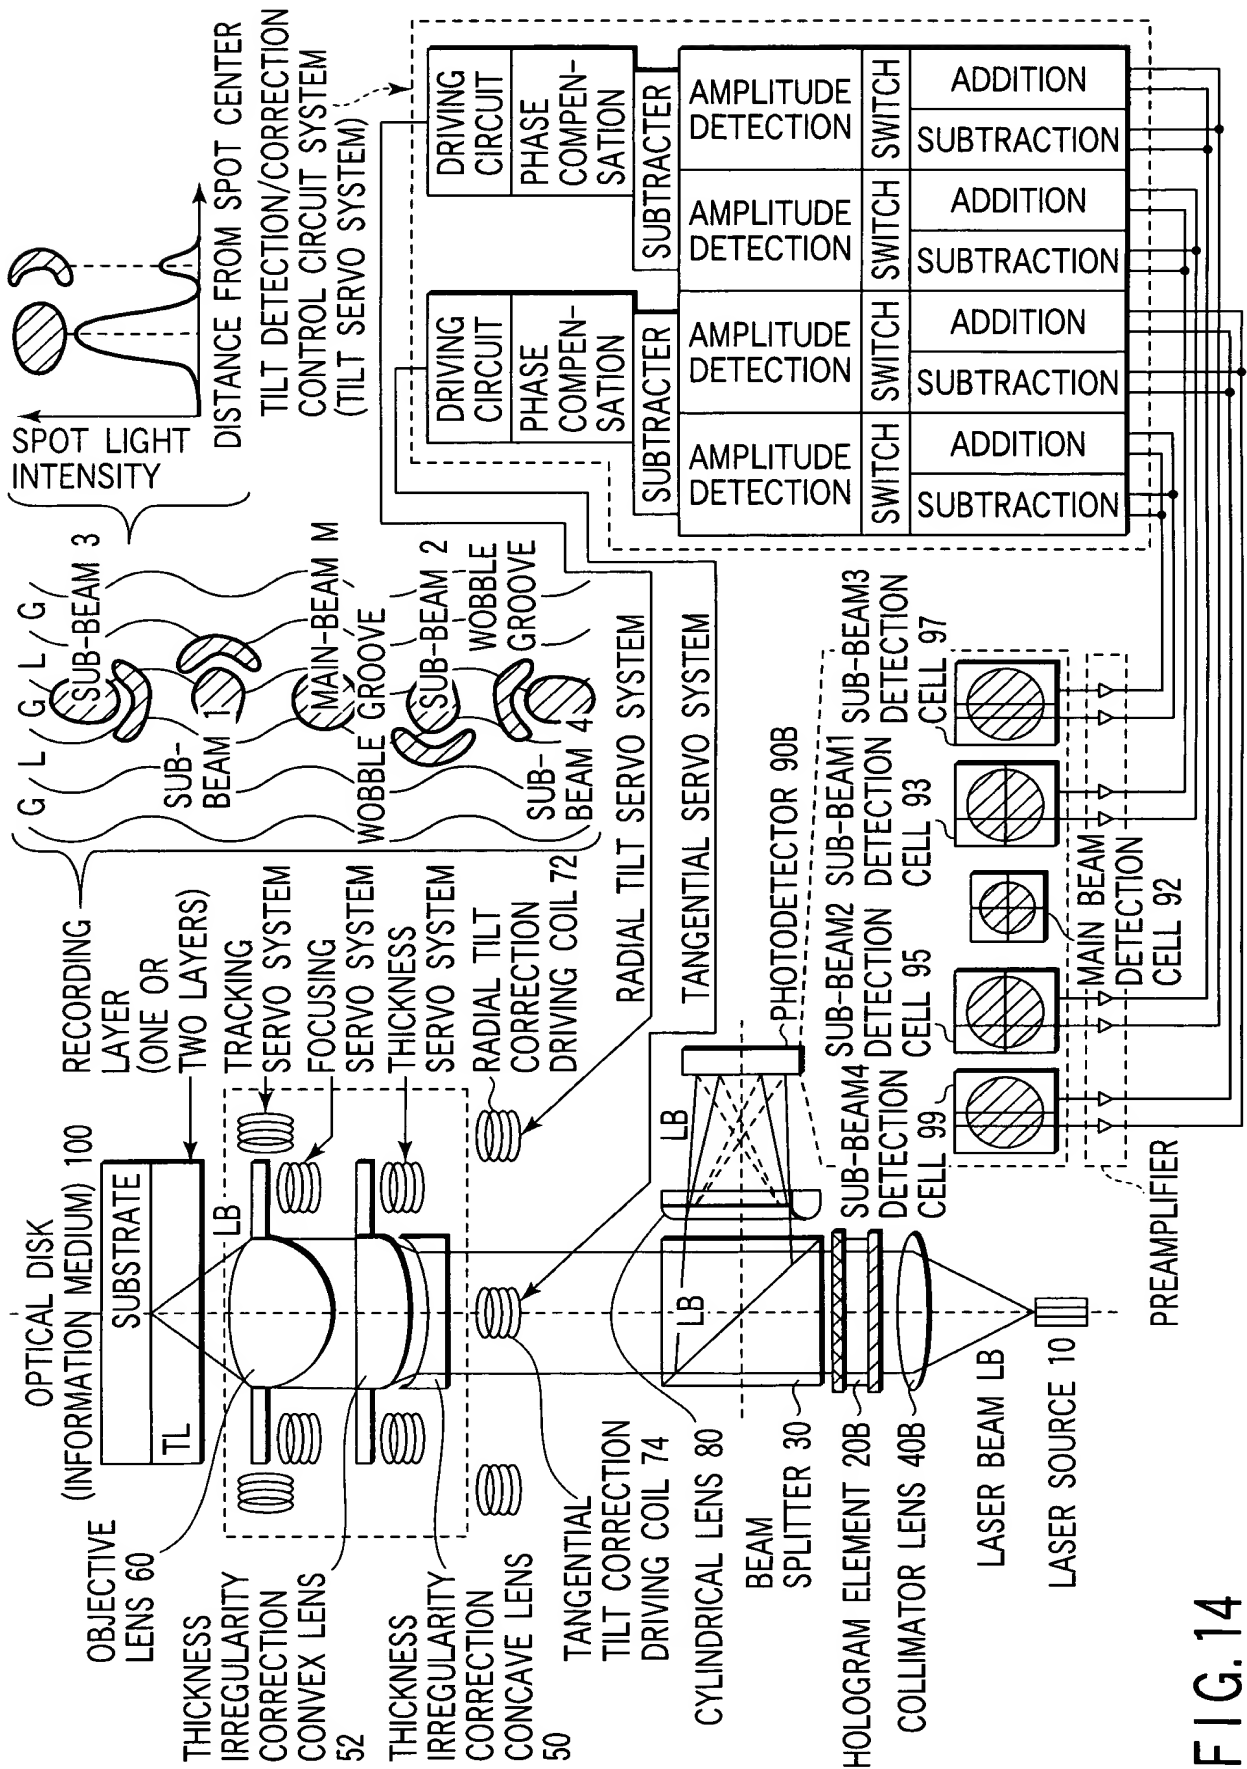 OPTICAL DISK
(INFORMATION MEDIUM) 100
SUBSTRATE
TL
LB
RECORDING
LAYER
(ONE OR
TWO LAYERS)
TRACKING
SERVO SYSTEM
FOCUSING
SERVO SYSTEM
THICKNESS
SERVO SYSTEM
RADIAL TILT
CORRECTION
DRIVING COIL 72
OBJECTIVE
LENS 60
THICKNESS
IRREGULARITY
CORRECTION
CONVEX LENS
52
THICKNESS
IRREGULARITY
CORRECTION
CONCAVE LENS
50
TANGENTIAL
TILT CORRECTION
DRIVING COIL 74
CYLINDRICAL LENS 80
BEAM
SPLITTER 30
HOLOGRAM ELEMENT 20B
COLLIMATOR LENS 40B
LASER BEAM LB
LASER SOURCE 10
LB
LB
PHOTODETECTOR 90B
G L G L G
SUB-BEAM 3
SUB-
BEAM 1
MAIN-BEAM M
WOBBLE GROOVE
SUB-BEAM 2
WOBBLE
GROOVE
SUB-
BEAM 4
SPOT LIGHT
INTENSITY
DISTANCE FROM SPOT CENTER
TILT DETECTION/CORRECTION
CONTROL CIRCUIT SYSTEM
(TILT SERVO SYSTEM)
RADIAL TILT SERVO SYSTEM
TANGENTIAL SERVO SYSTEM
DRIVING
CIRCUIT
PHASE
COMPEN-
SATION
SUBTRACTER
DRIVING
CIRCUIT
PHASE
COMPEN-
SATION
SUBTRACTER
AMPLITUDE
DETECTION
AMPLITUDE
DETECTION
AMPLITUDE
DETECTION
AMPLITUDE
DETECTION
SWITCH
SWITCH
SWITCH
SWITCH
SUBTRACTION
ADDITION
SUBTRACTION
ADDITION
SUBTRACTION
ADDITION
SUBTRACTION
ADDITION
SUB-BEAM4
DETECTION
CELL 99
SUB-BEAM2
DETECTION
CELL 95
SUB-BEAM1
DETECTION
CELL 93
SUB-BEAM3
DETECTION
CELL 97
MAIN BEAM
DETECTION
CELL 92
PREAMPLIFIER
FIG. 14